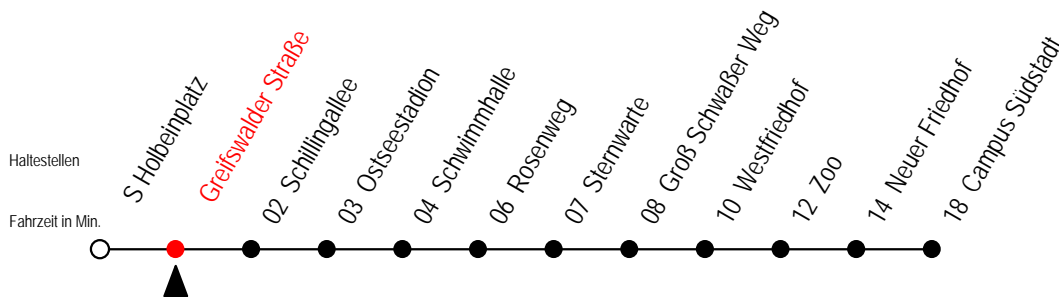 Haltestellen
Fahrzeit in Min.
S Holbeinplatz
Greifswalder Straße
02 Schillingallee
03 Ostseestadion
04 Schwimmhalle
06 Rosenweg
07 Sternwarte
08 Groß Schwaßer Weg
10 Westfriedhof
12 Zoo
14 Neuer Friedhof
18 Campus Südstadt